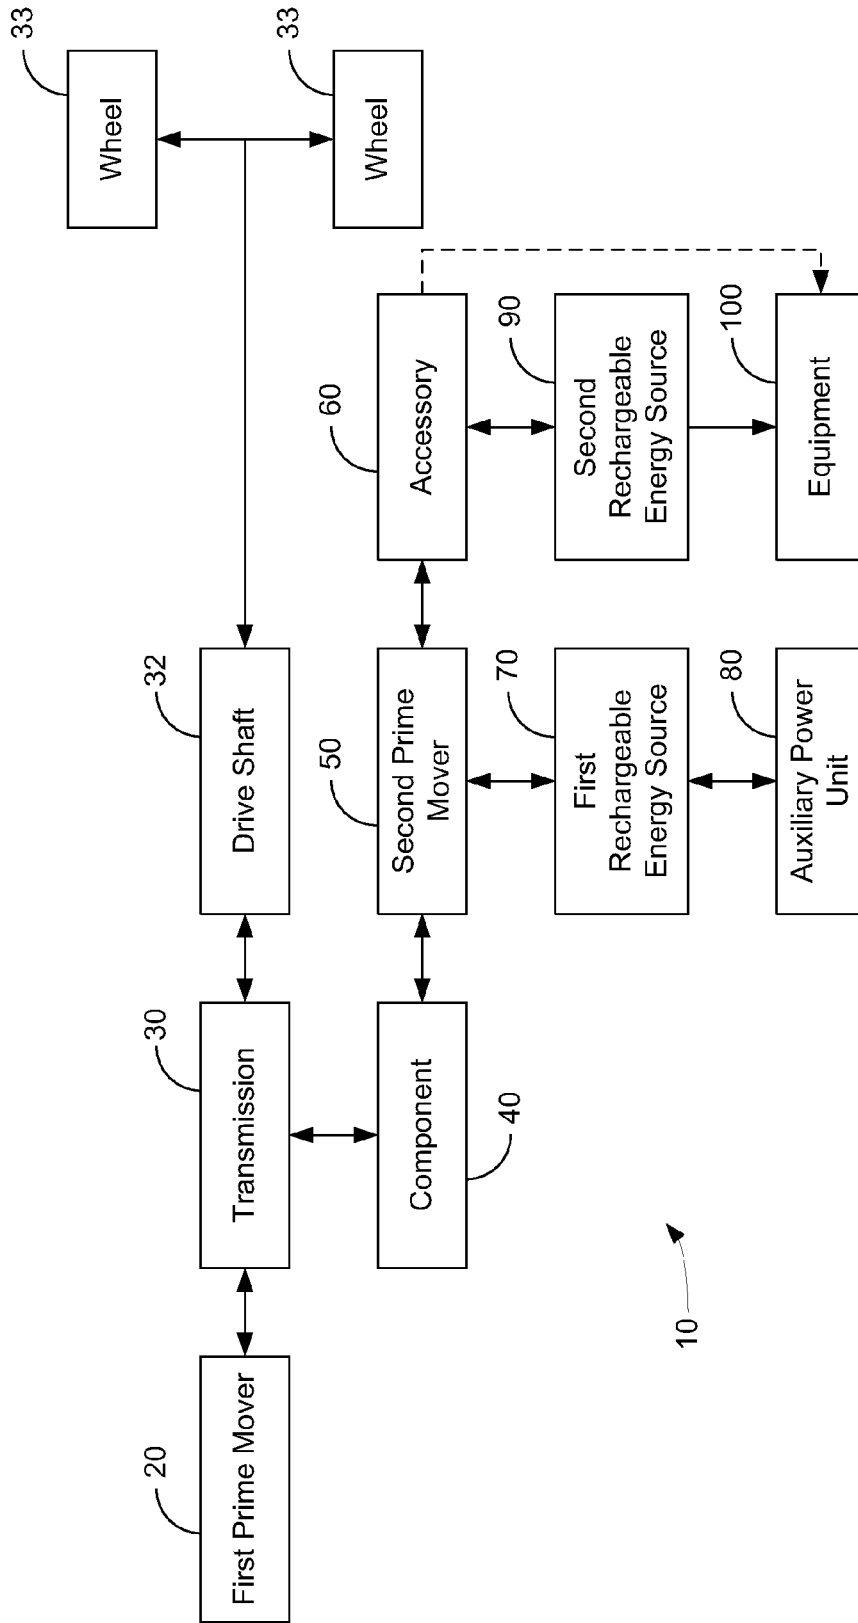 33
Wheel
33
Wheel
20
First Prime Mover
30
Transmission
32
Drive Shaft
40
Component
50
Second Prime
Mover
60
Accessory
70
First
Rechargeable
Energy Source
90
Second
Rechargeable
Energy Source
80
Auxiliary Power
Unit
100
Equipment
10